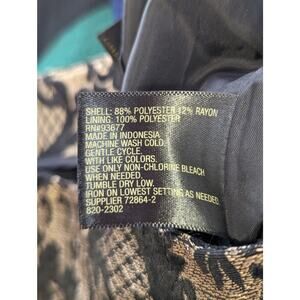 SHELL: 88% POLYESTER 12% RAYON
LINING: 100% POLYESTER
RN#93677
MADE IN INDONESIA
MACHINE WASH COLD.
GENTLE CYCLE.
WITH LIKE COLORS.
USE ONLY NON-CHLORINE BLEACH
WHEN NEEDED.
TUMBLE DRY LOW.
IRON ON LOWEST SETTING AS NEEDED.
SUPPLIER 72864-2
820-2302